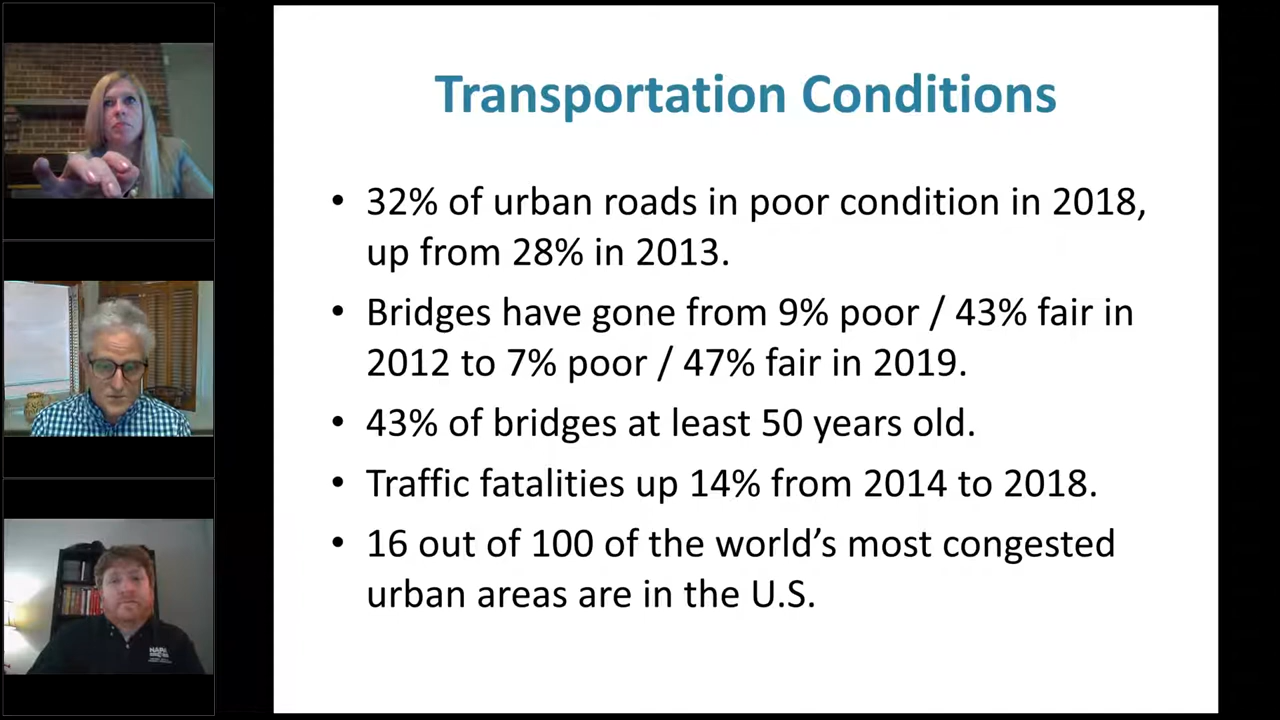 Transportation Conditions
• 32% of urban roads in poor condition in 2018,
up from 28% in 2013.
• Bridges have gone from 9% poor / 43% fair in
2012 to 7% poor / 47% fair in 2019.
• 43% of bridges at least 50 years old.
• Traffic fatalities up 14% from 2014 to 2018.
• 16 out of 100 of the world's most congested
urban areas are in the U.S.